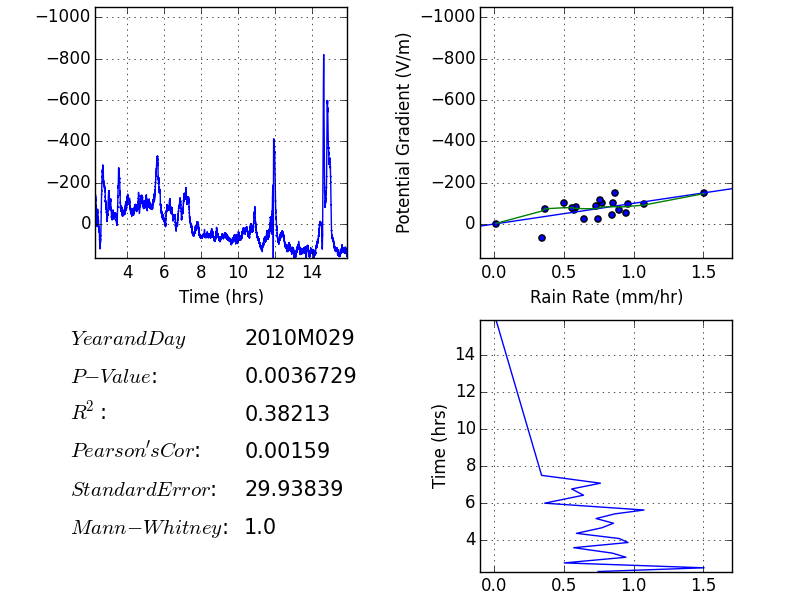 −1000
−800
−600
−400
−200
0
4 6 8 10 12 14
Time (hrs)
Potential Gradient (V/m)
−1000
−800
−600
−400
−200
0
0.0 0.5 1.0 1.5
Rain Rate (mm/hr)
YearandDay 2010M029
P−Value: 0.0036729
R²: 0.38213
Pearson'sCor: 0.00159
StandardError: 29.93839
Mann−Whitney: 1.0
Time (hrs)
14
12
10
8
6
4
0.0 0.5 1.0 1.5